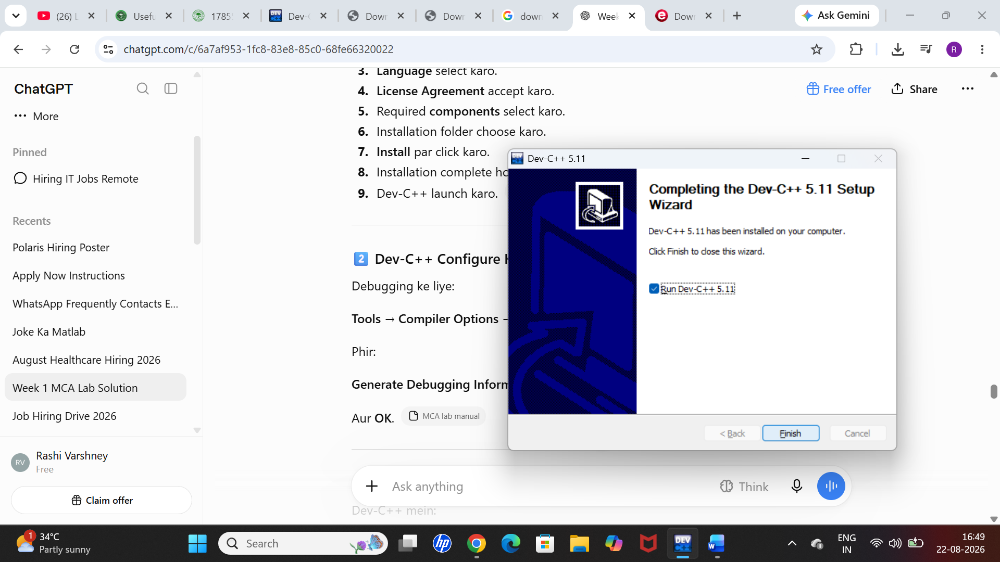 (26) L
Usefu
1785
Dev-C
Dowr
Dowr
down
Week
Dowr
Ask Gemini
chatgpt.com/c/6a7af953-1fc8-83e8-85c0-68fe66320022
R
ChatGPT
More
Pinned
Hiring IT Jobs Remote
Recents
Polaris Hiring Poster
Apply Now Instructions
WhatsApp Frequently Contacts E...
Joke Ka Matlab
August Healthcare Hiring 2026
Week 1 MCA Lab Solution
Job Hiring Drive 2026
RV
Rashi Varshney
Free
Claim offer
Free offer
Share
3. Language select karo.
4. License Agreement accept karo.
5. Required components select karo.
6. Installation folder choose karo.
7. Install par click karo.
8. Installation complete ho
9. Dev-C++ launch karo.
2 Dev-C++ Configure K
Debugging ke liye:
Tools → Compiler Options
Phir:
Generate Debugging Inform
Aur OK. MCA lab manual
Dev-C++ 5.11
Completing the Dev-C++ 5.11 Setup
Wizard
Dev-C++ 5.11 has been installed on your computer.
Click Finish to close this wizard.
Run Dev-C++ 5.11
< Back
Finish
Cancel
Ask anything
Think
Dev-C++ mein:
1
34°C
Partly sunny
Search
hp
DEV
C++
W
ENG
IN
16:49
22-08-2026